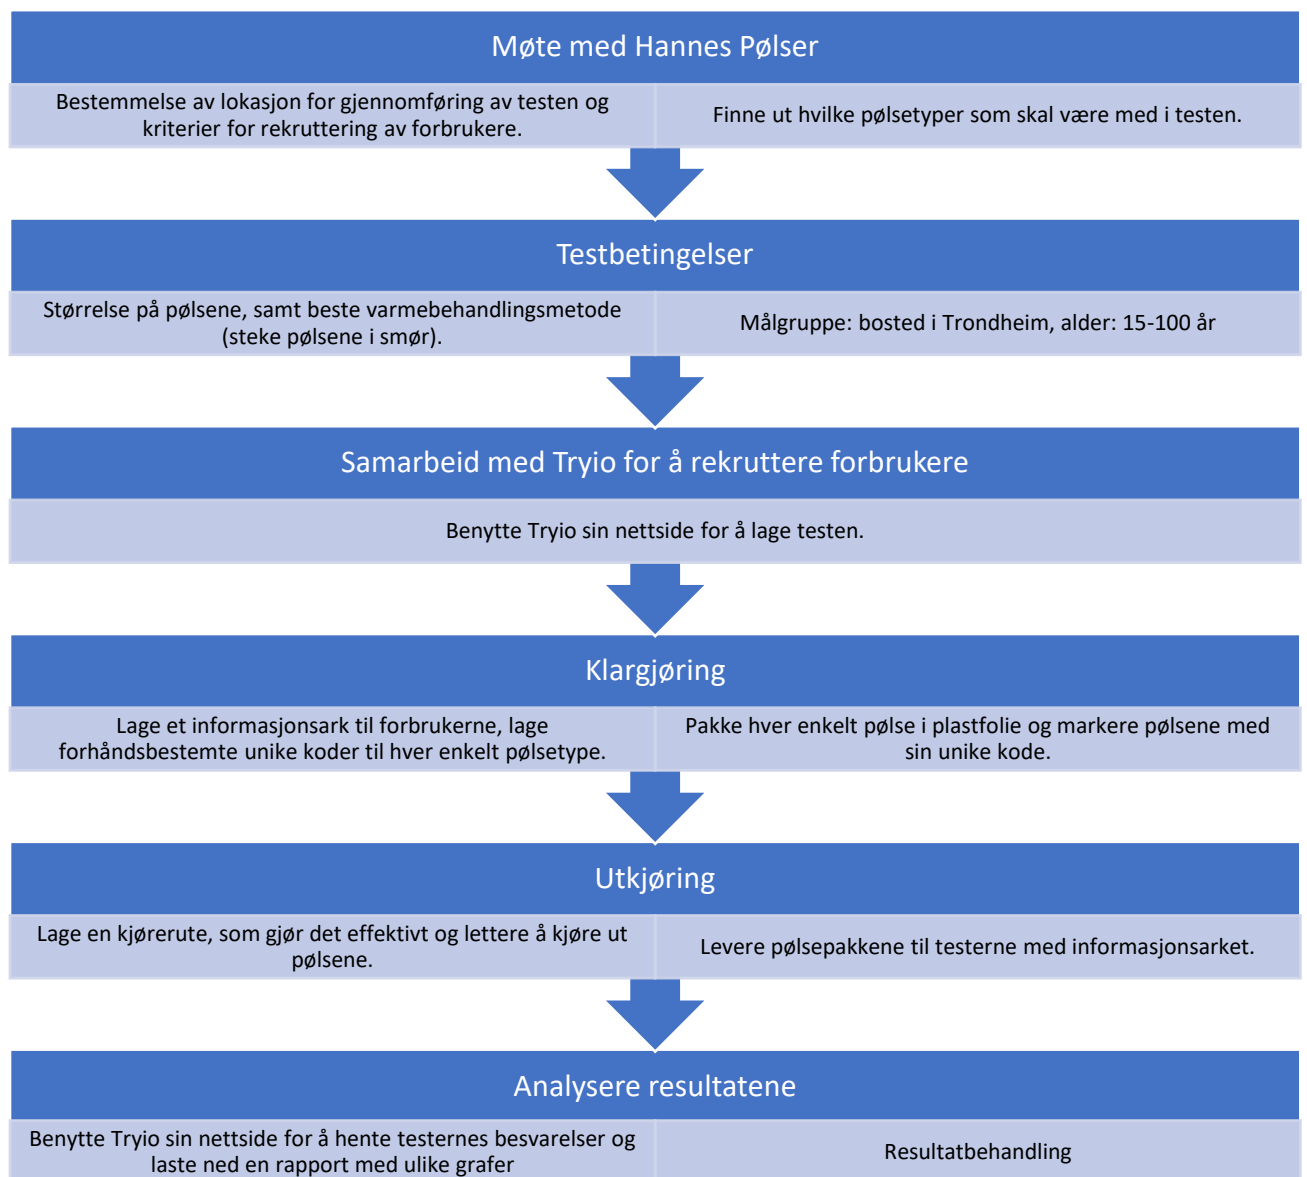 Møte med Hannes Pølser
Bestemmelse av lokasjon for gjennomføring av testen og
kriterier for rekruttering av forbrukere.
Finne ut hvilke pølsetyper som skal være med i testen.
Testbetingelser
Størrelse på pølsene, samt beste varmebehandlingsmetode
(steke pølsene i smør).
Målgruppe: bosted i Trondheim, alder: 15-100 år
Samarbeid med Tryio for å rekruttere forbrukere
Benytte Tryio sin nettside for å lage testen.
Klargjøring
Lage et informasjonsark til forbrukerne, lage
forhåndsbestemte unike koder til hver enkelt pølsetype.
Pakke hver enkelt pølse i plastfolie og markere pølsene med
sin unike kode.
Utkjøring
Lage en kjørerute, som gjør det effektivt og lettere å kjøre ut
pølsene.
Levere pølsepakkene til testerne med informasjonsarket.
Analysere resultatene
Benytte Tryio sin nettside for å hente testernes besvarelser og
laste ned en rapport med ulike grafer
Resultatbehandling